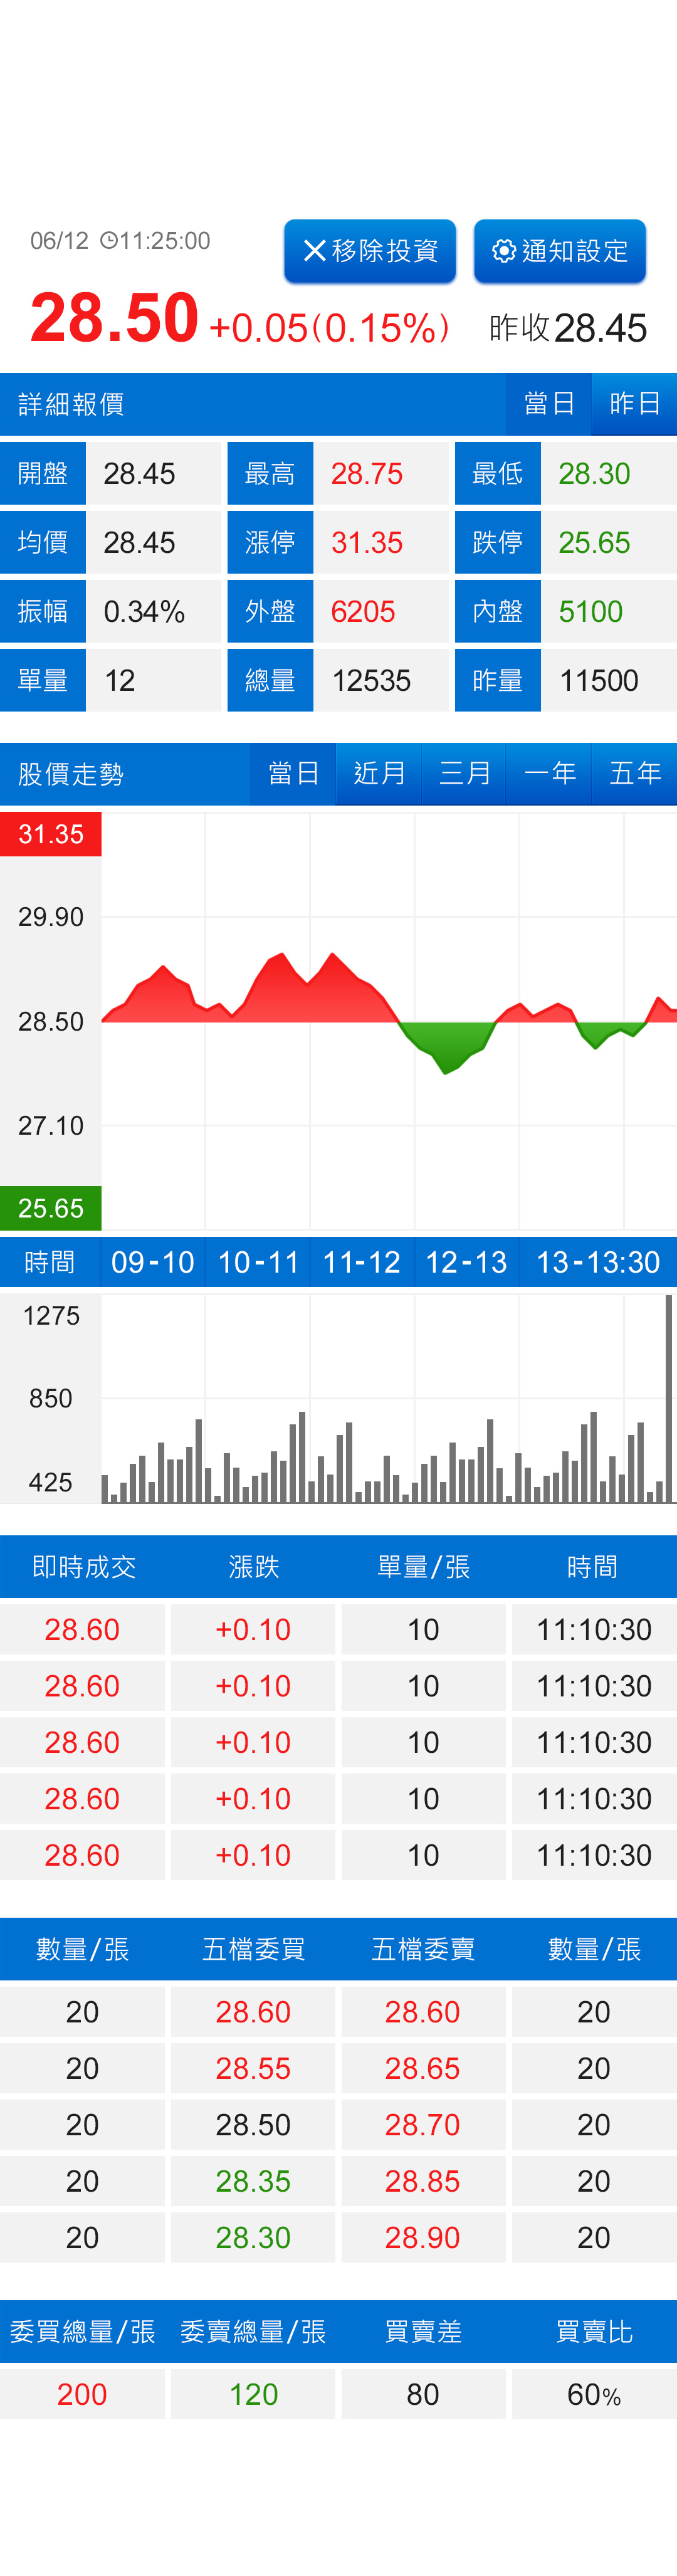 06/12 11:25:00
移除投資
通知設定
28.50 +0.05(0.15%) 昨收28.45
詳細報價 當日 昨日
開盤 28.45 最高 28.75 最低 28.30
均價 28.45 漲停 31.35 跌停 25.65
振幅 0.34% 外盤 6205 內盤 5100
單量 12 總量 12535 昨量 11500
股價走勢 當日 近月 三月 一年 五年
31.35
29.90
28.50
27.10
25.65
時間 09-10 10-11 11-12 12-13 13-13:30
1275
850
425
即時成交 漲跌 單量/張 時間
28.60 +0.10 10 11:10:30
28.60 +0.10 10 11:10:30
28.60 +0.10 10 11:10:30
28.60 +0.10 10 11:10:30
28.60 +0.10 10 11:10:30
數量/張 五檔委買 五檔委賣 數量/張
20 28.60 28.60 20
20 28.55 28.65 20
20 28.50 28.70 20
20 28.35 28.85 20
20 28.30 28.90 20
委買總量/張 委賣總量/張 買賣差 買賣比
200 120 80 60%